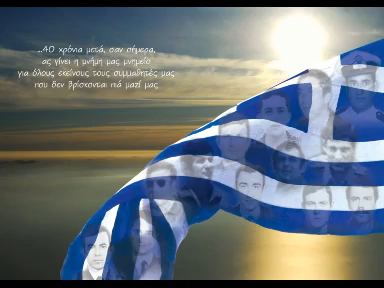 ...40 χρόνια μετά, σαν σήμερα,
ας γίνει η μνήμη μας μνημείο
για όλους εκείνους τους συμμαθητές μας
που δεν βρίσκονται πιά μαζί μας.